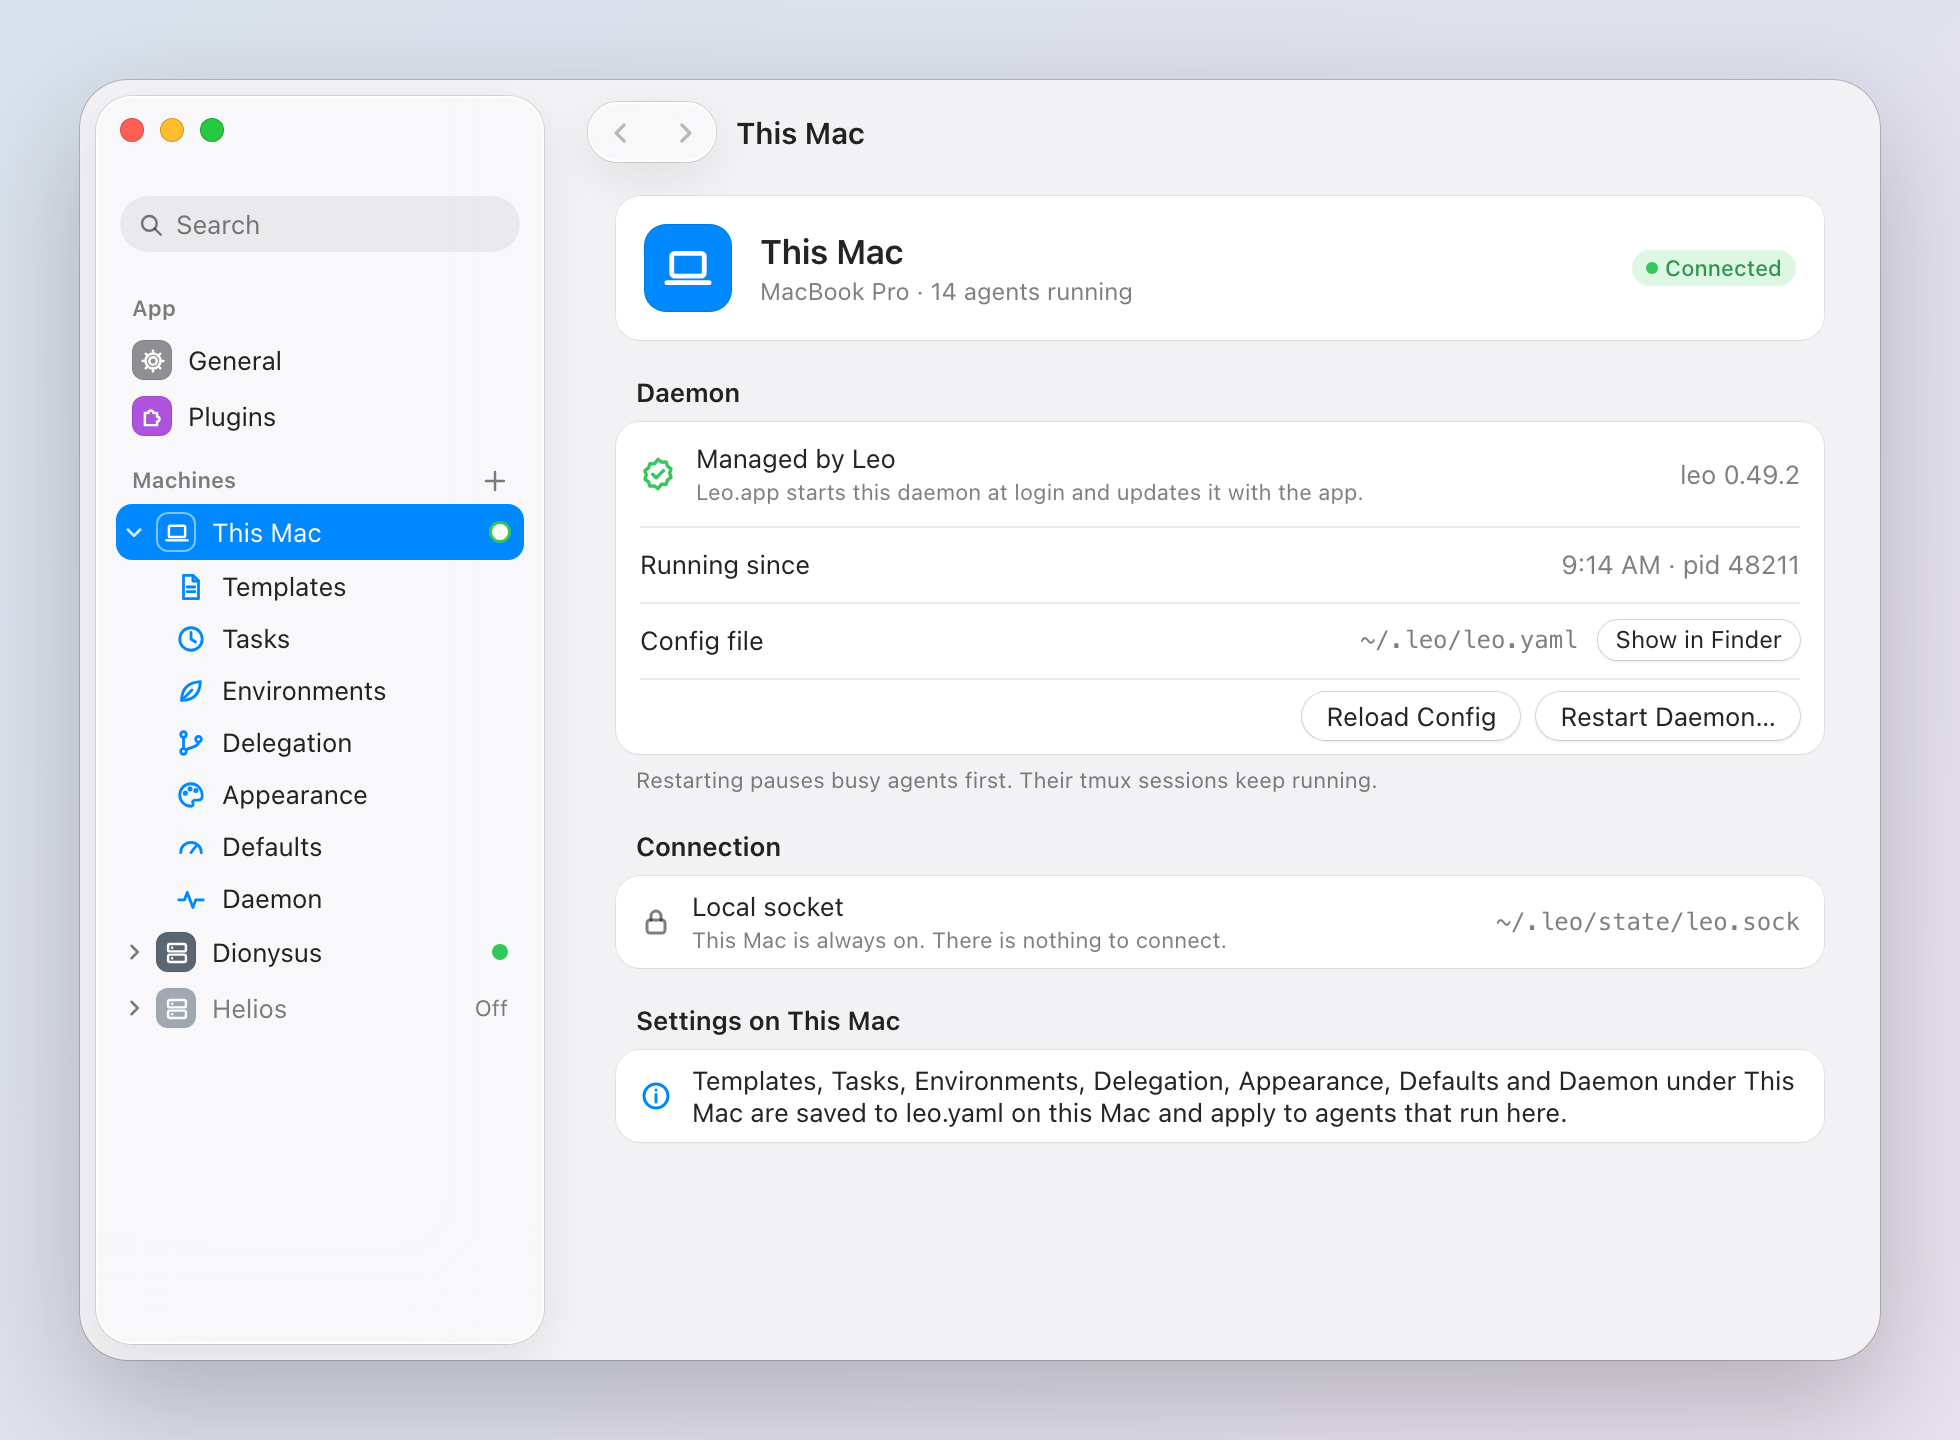 Search
App
General
Plugins
Machines
This Mac
Templates
Tasks
Environments
Delegation
Appearance
Defaults
Daemon
Dionysus
Helios
Off
This Mac
This Mac
MacBook Pro · 14 agents running
Connected
Daemon
Managed by Leo
Leo.app starts this daemon at login and updates it with the app.
leo 0.49.2
Running since
9:14 AM · pid 48211
Config file
~/.leo/leo.yaml
Show in Finder
Reload Config
Restart Daemon...
Restarting pauses busy agents first. Their tmux sessions keep running.
Connection
Local socket
This Mac is always on. There is nothing to connect.
~/.leo/state/leo.sock
Settings on This Mac
Templates, Tasks, Environments, Delegation, Appearance, Defaults and Daemon under This
Mac are saved to leo.yaml on this Mac and apply to agents that run here.